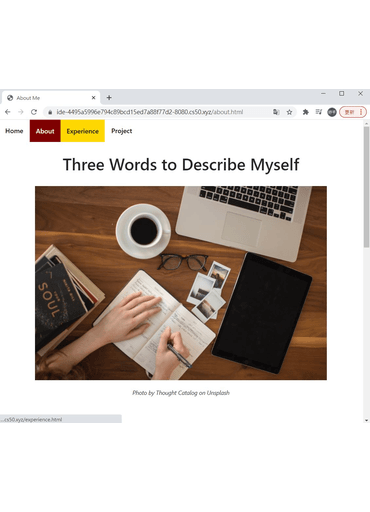 About Me
ide-4495a5996e794c89bcd15ed7a88f77d2-8080.cs50.xyz/about.html
更新
Home
About
Experience
Project
Three Words to Describe Myself
SOUL
Photo by Thought Catalog on Unsplash
...cs50.xyz/experience.html